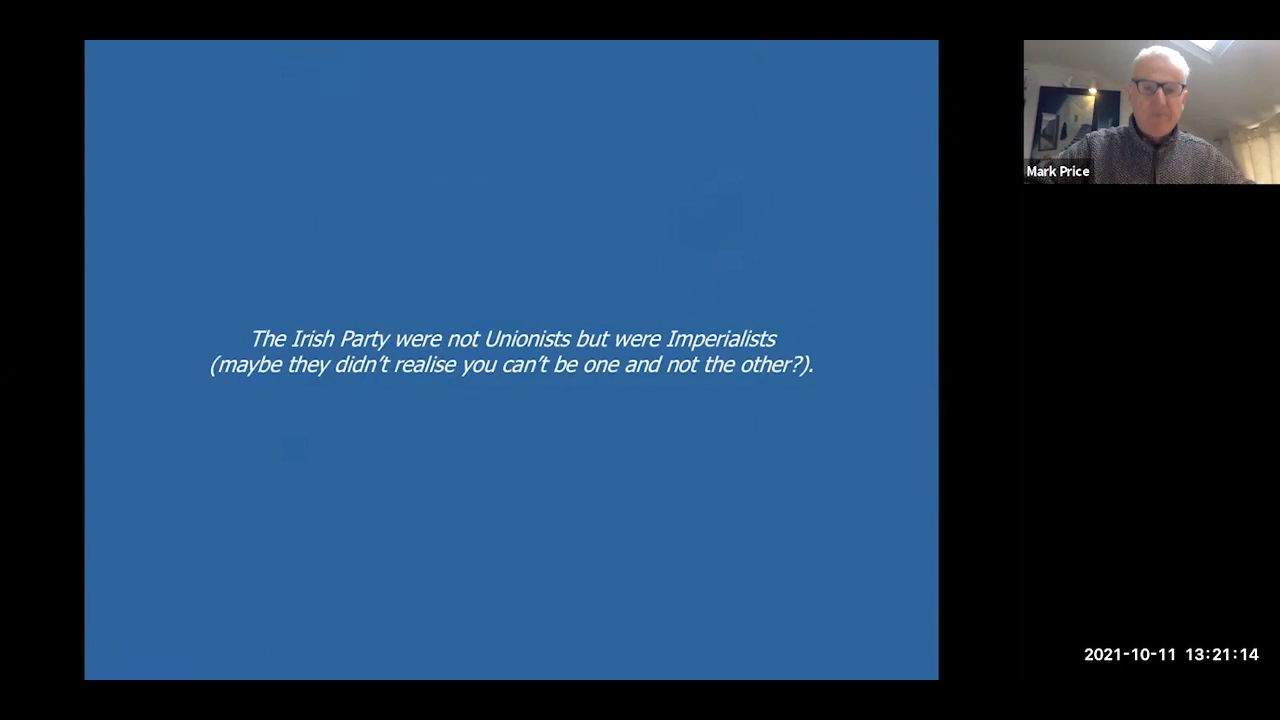 The Irish Party were not Unionists but were Imperialists
(maybe they didn't realise you can't be one and not the other?).
Mark Price
2021-10-11 13:21:14